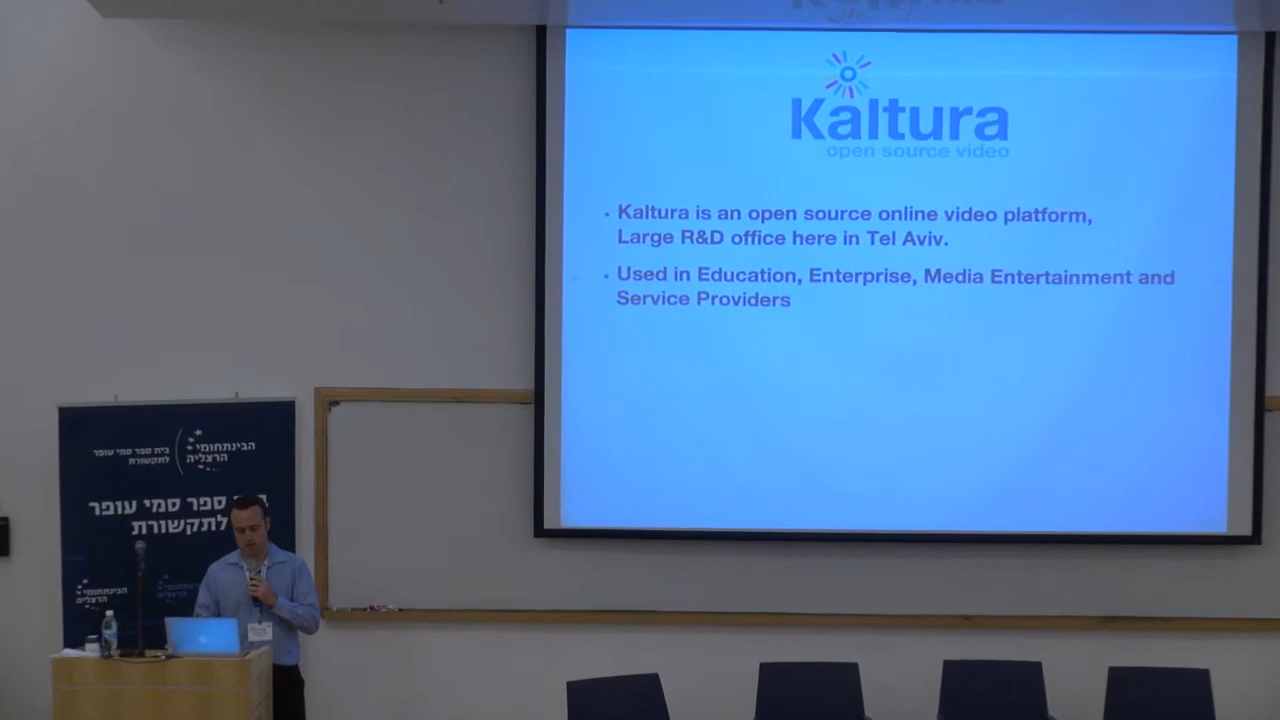 Kaltura
open source video
· Kaltura is an open source online video platform,
Large R&D office here in Tel Aviv.
· Used in Education, Enterprise, Media Entertainment and
Service Providers
הבינתחומי
הרצליה
בית ספר סמי עופר
לתקשורת
ספר סמי עופר
לתקשורת
הבינתחומי
הרצליה